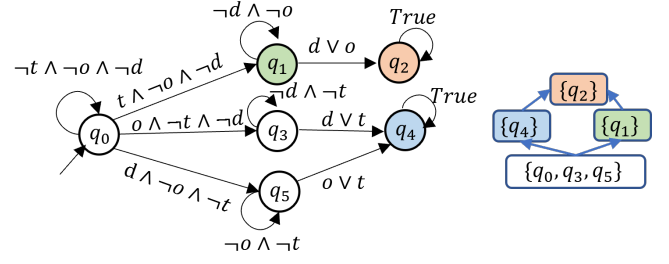 ¬d ∧ ¬o
True
¬t ∧ ¬o ∧ ¬d
t ∧ ¬o ∧ ¬d
q₁
d ∨ o
q₂
¬d ∧ ¬t
True
q₀
o ∧ ¬t ∧ ¬d
q₃
d ∨ t
q₄
d ∧ ¬o ∧ ¬t
q₅
o ∨ t
¬o ∧ ¬t
{q₂}
{q₄}
{q₁}
{q₀, q₃, q₅}